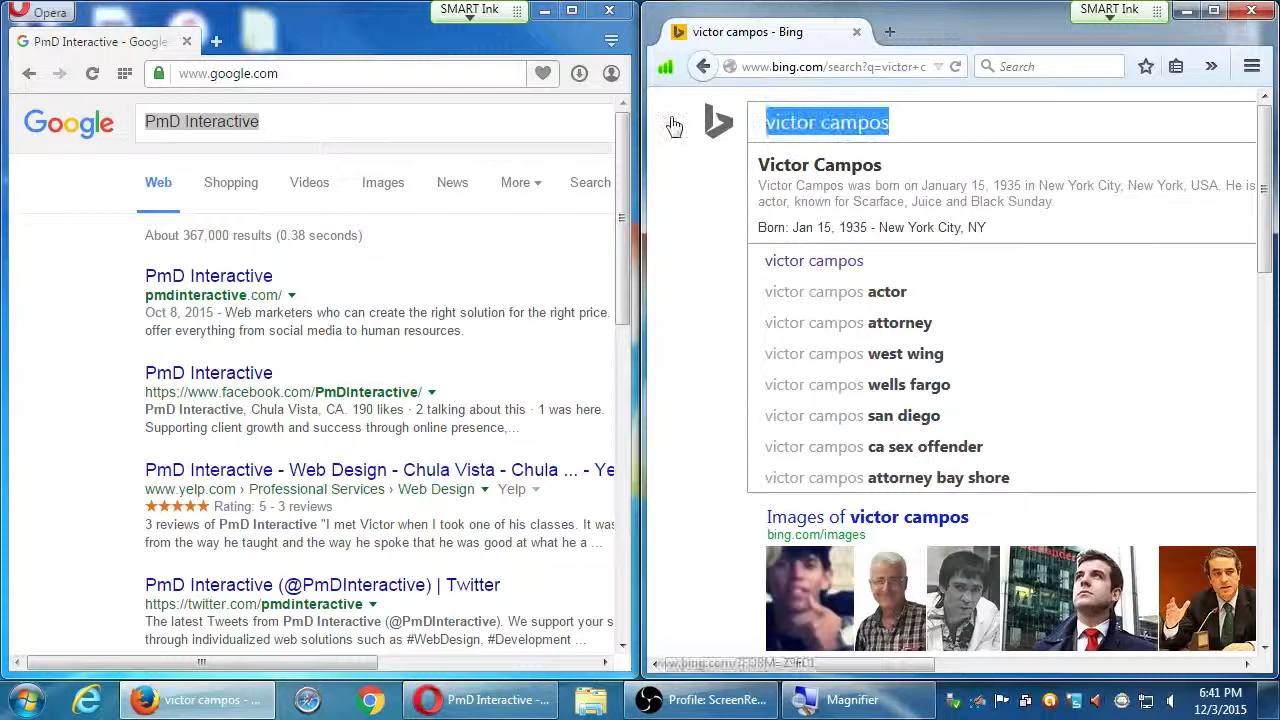 Opera
SMART Ink
PmD Interactive - Google
www.google.com
Google
PmD Interactive
Web
Shopping
Videos
Images
News
More
Search
About 367,000 results (0.38 seconds)
PmD Interactive
pmdinteractive.com/
Oct 8, 2015 - Web marketers who can create the right solution for the right price.
offer everything from social media to human resources.
PmD Interactive
https://www.facebook.com/PmDInteractive/
PmD Interactive, Chula Vista, CA. 190 likes · 2 talking about this · 1 was here.
Supporting client growth and success through online presence,...
PmD Interactive - Web Design - Chula Vista - Chula ... - Ye
www.yelp.com › Professional Services › Web Design Yelp
Rating: 5 - 3 reviews
3 reviews of PmD Interactive "I met Victor when I took one of his classes. It was
from the way he taught and the way he spoke that he was good at what he a ...
PmD Interactive (@PmDInteractive) | Twitter
https://twitter.com/pmdinteractive
The latest Tweets from PmD Interactive (@PmDInteractive). We support your s
through individualized web solutions such as #WebDesign, #Development ...
SMART Ink
victor campos - Bing
www.bing.com/search?q=victor+c
Search
victor campos
Victor Campos
Victor Campos was born on January 15, 1935 in New York City, New York, USA. He is
actor, known for Scarface, Juice and Black Sunday.
Born: Jan 15, 1935 - New York City, NY
victor campos
victor campos actor
victor campos attorney
victor campos west wing
victor campos wells fargo
victor campos san diego
victor campos ca sex offender
victor campos attorney bay shore
Images of victor campos
bing.com/images
victor campos - ...
PmD Interactive -...
Profile: ScreenRe...
Magnifier
6:41 PM
12/3/2015